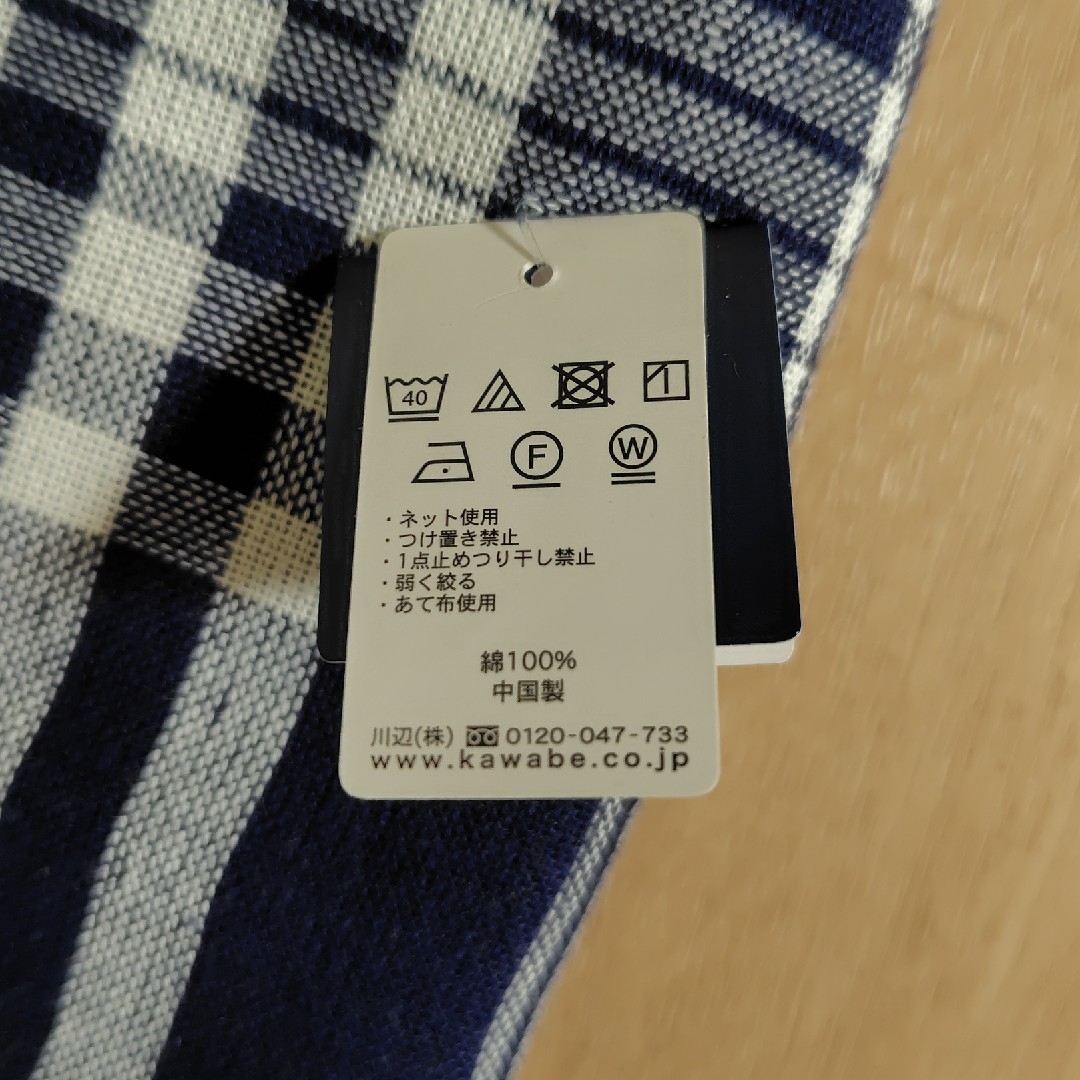 40
F W
・ネット使用
・つけ置き禁止
・1点止めつり干し禁止
・弱く絞る
・あて布使用
綿100%
中国製
川辺(株) 0120-047-733
www.kawabe.co.jp